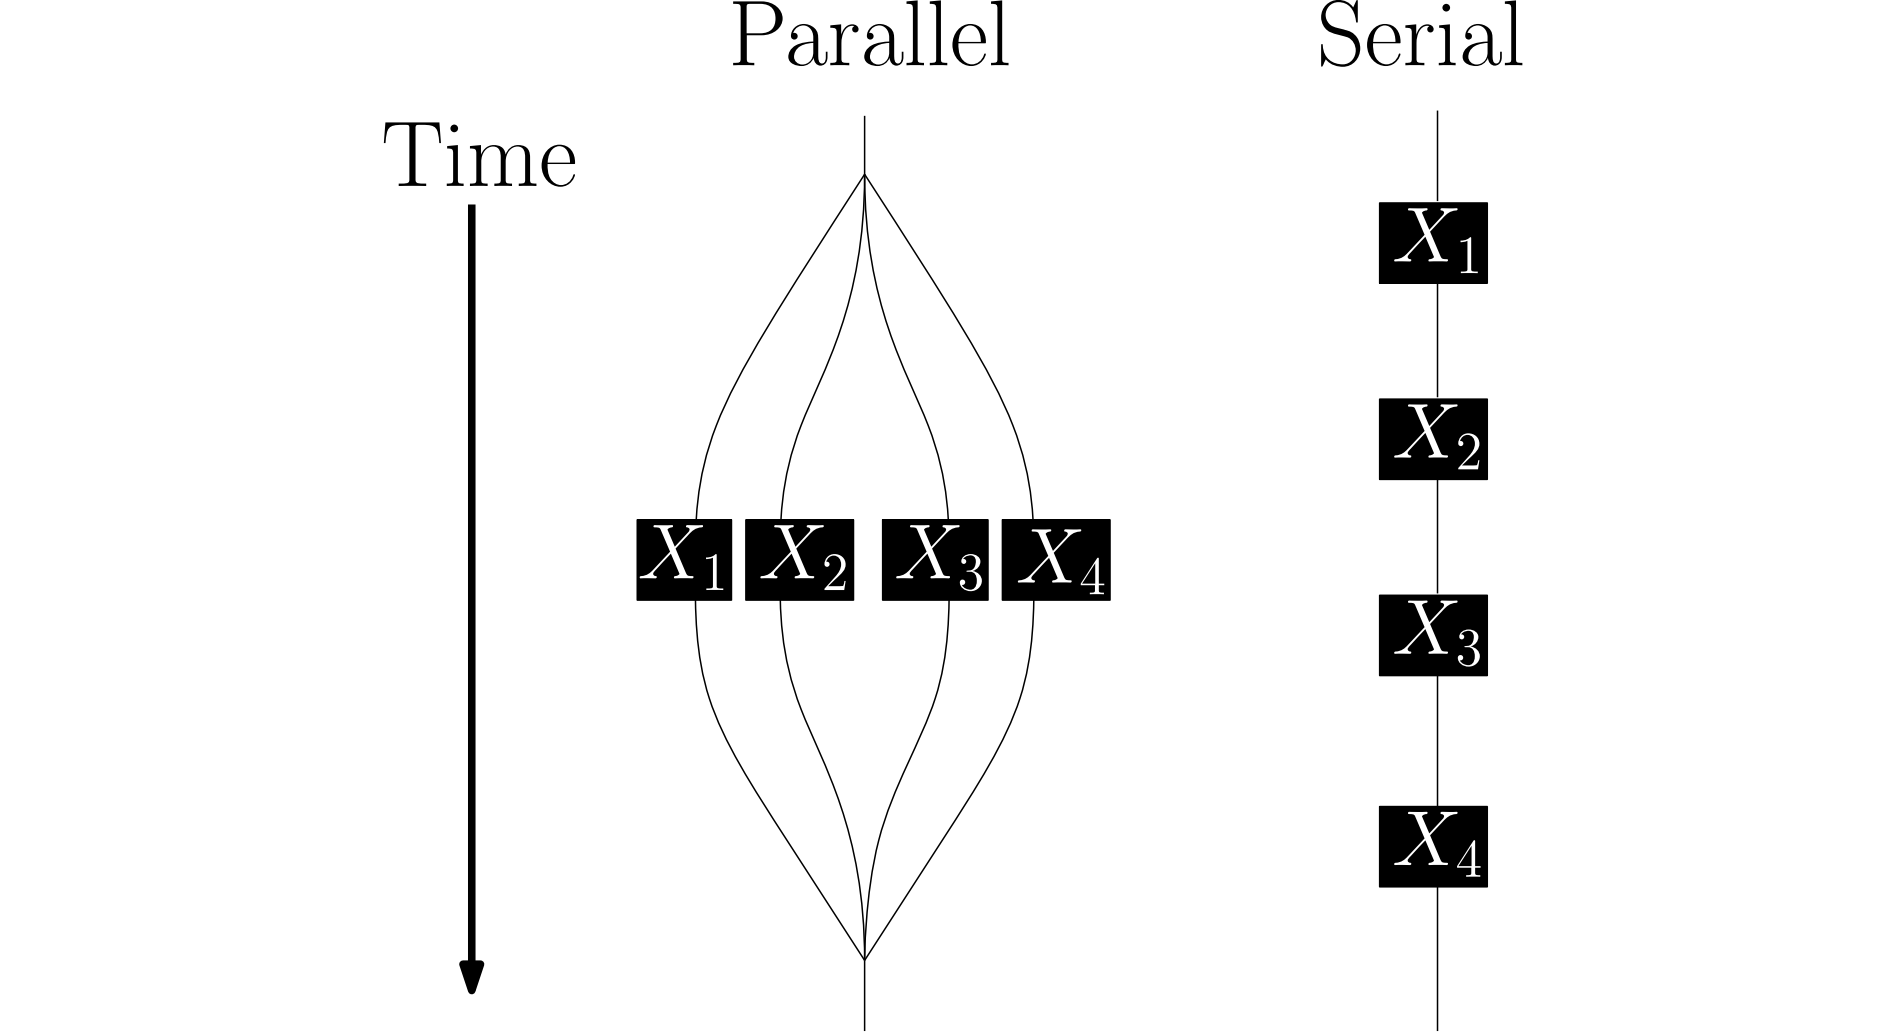 Parallel Serial
Time
X₁
X₂
X₁ X₂ X₃ X₄
X₃
X₄